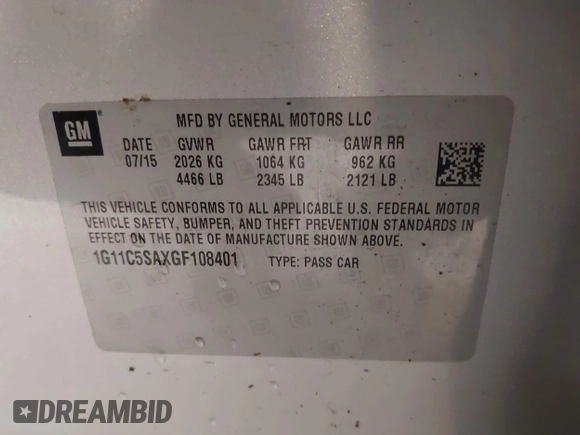 GM
MFD BY GENERAL MOTORS LLC
DATE GVWR GAWR FRT GAWR RR
07/15 2026 KG 1064 KG 962 KG
4466 LB 2345 LB 2121 LB
THIS VEHICLE CONFORMS TO ALL APPLICABLE U.S. FEDERAL MOTOR
VEHICLE SAFETY, BUMPER, AND THEFT PREVENTION STANDARDS IN
EFFECT ON THE DATE OF MANUFACTURE SHOWN ABOVE.
1G11C5SAXGF108401 TYPE: PASS CAR
DREAMBID